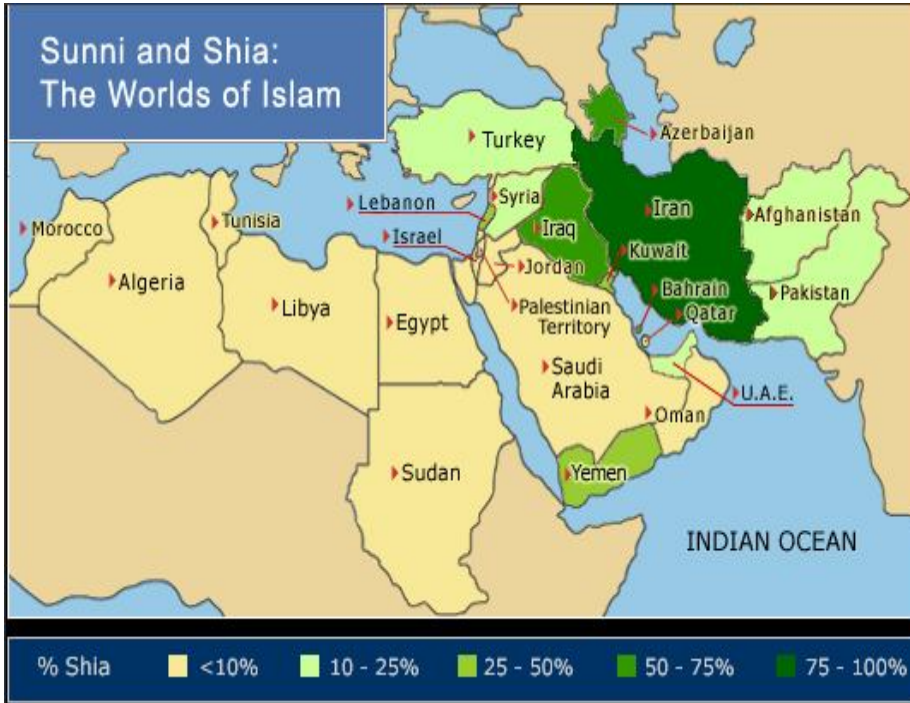 Sunni and Shia:
The Worlds of Islam
Azerbaijan
Turkey
Lebanon
Syria
Iran
Afghanistan
Morocco
Tunisia
Israel
Iraq
Kuwait
Algeria
Jordan
Bahrain
Pakistan
Libya
Egypt
Palestinian
Territory
Qatar
Saudi
Arabia
U.A.E.
Oman
Sudan
Yemen
INDIAN OCEAN
% Shia <10% 10 - 25% 25 - 50% 50 - 75% 75 - 100%